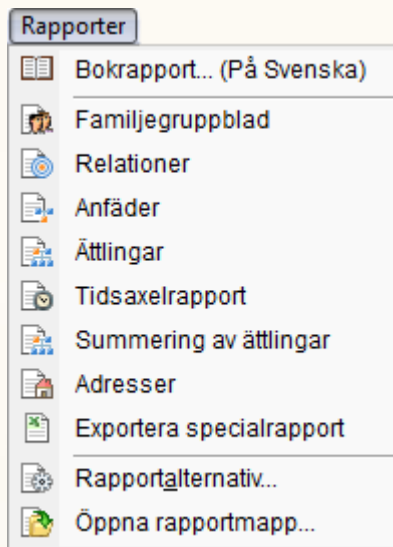 Rapporter
Bokrapport... (På Svenska)
Familjegruppblad
Relationer
Anfäder
Ättlingar
Tidsaxelrapport
Summering av ättlingar
Adresser
Exportera specialrapport
Rapportalternativ...
Öppna rapportmapp...